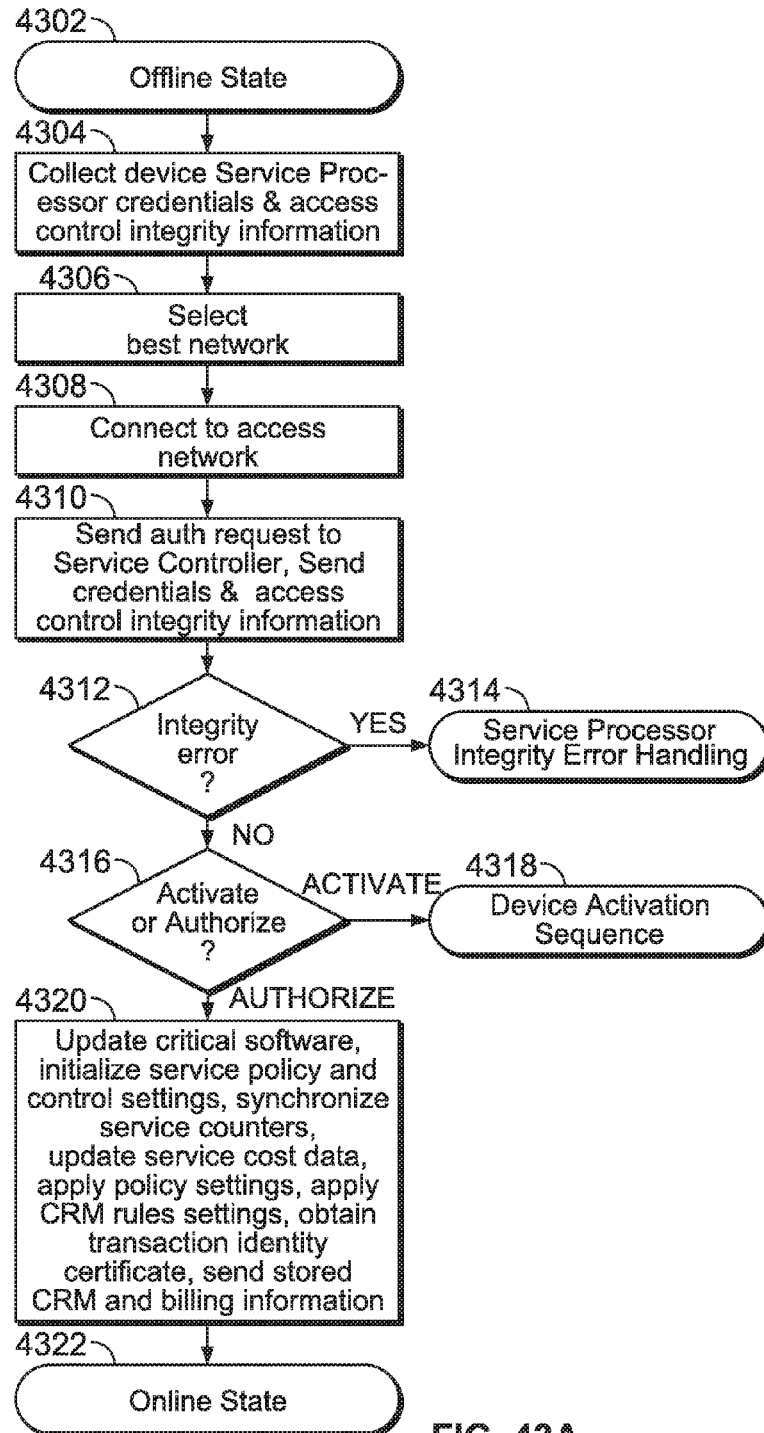 4302
Offline State
4304
Collect device Service Proc-
essor credentials & access
control integrity information
4306
Select
best network
4308
Connect to access
network
4310
Send auth request to
Service Controller, Send
credentials & access
control integrity information
4312
Integrity
error
?
YES
4314
Service Processor
Integrity Error Handling
NO
4316
Activate
or Authorize
?
ACTIVATE
4318
Device Activation
Sequence
AUTHORIZE
4320
Update critical software,
initialize service policy and
control settings, synchronize
service counters,
update service cost data,
apply policy settings, apply
CRM rules settings, obtain
transaction identity
certificate, send stored
CRM and billing information
4322
Online State
FIG. 43A